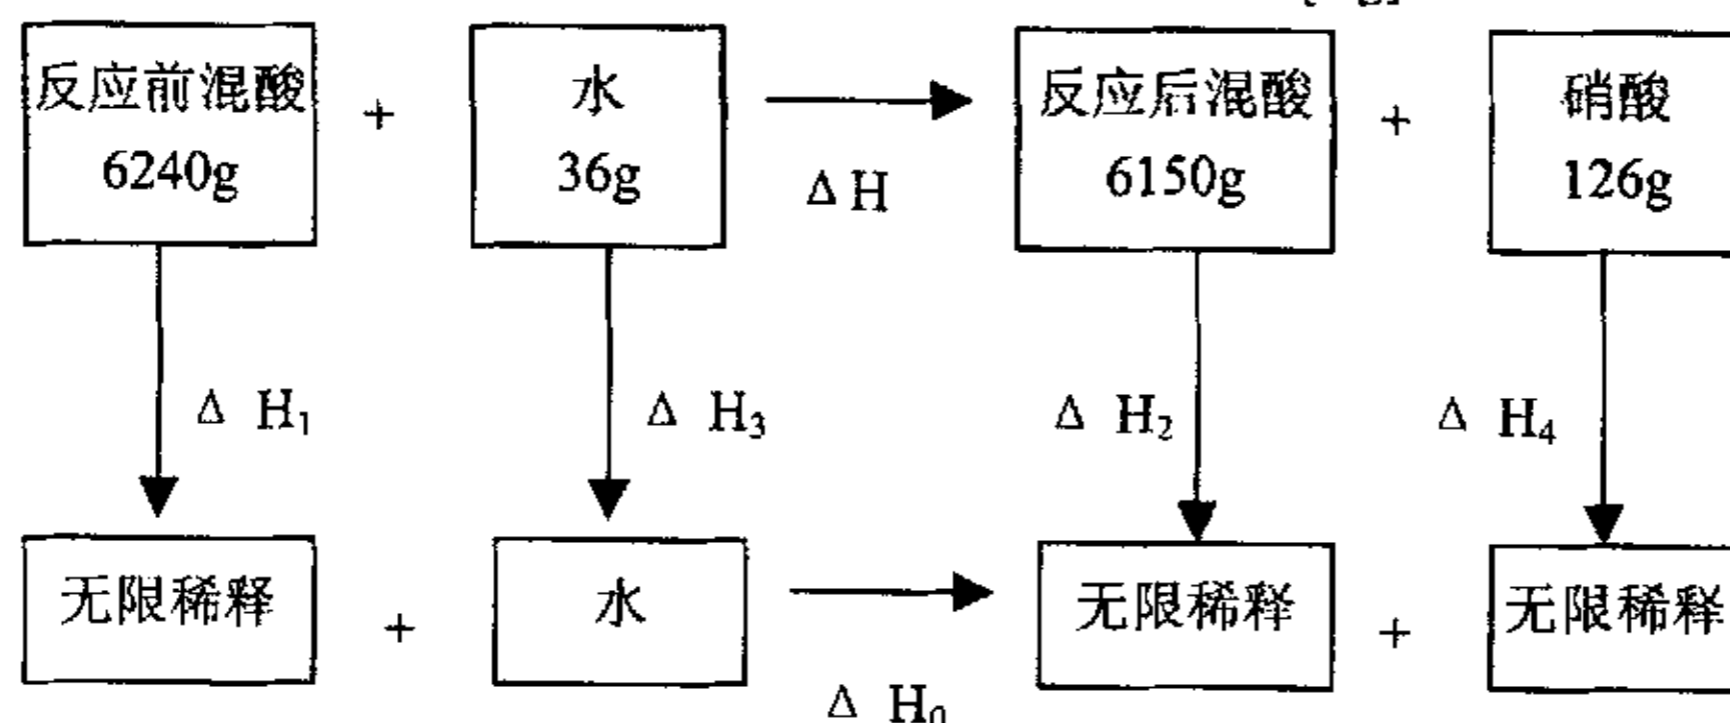 反应前混酸 + 水 反应后混酸 + 硝酸
6240g 36g ΔH 6150g 126g
Δ H₁ Δ H₃ Δ H₂ Δ H₄
无限稀释 + 水 无限稀释 + 无限稀释
Δ H₀